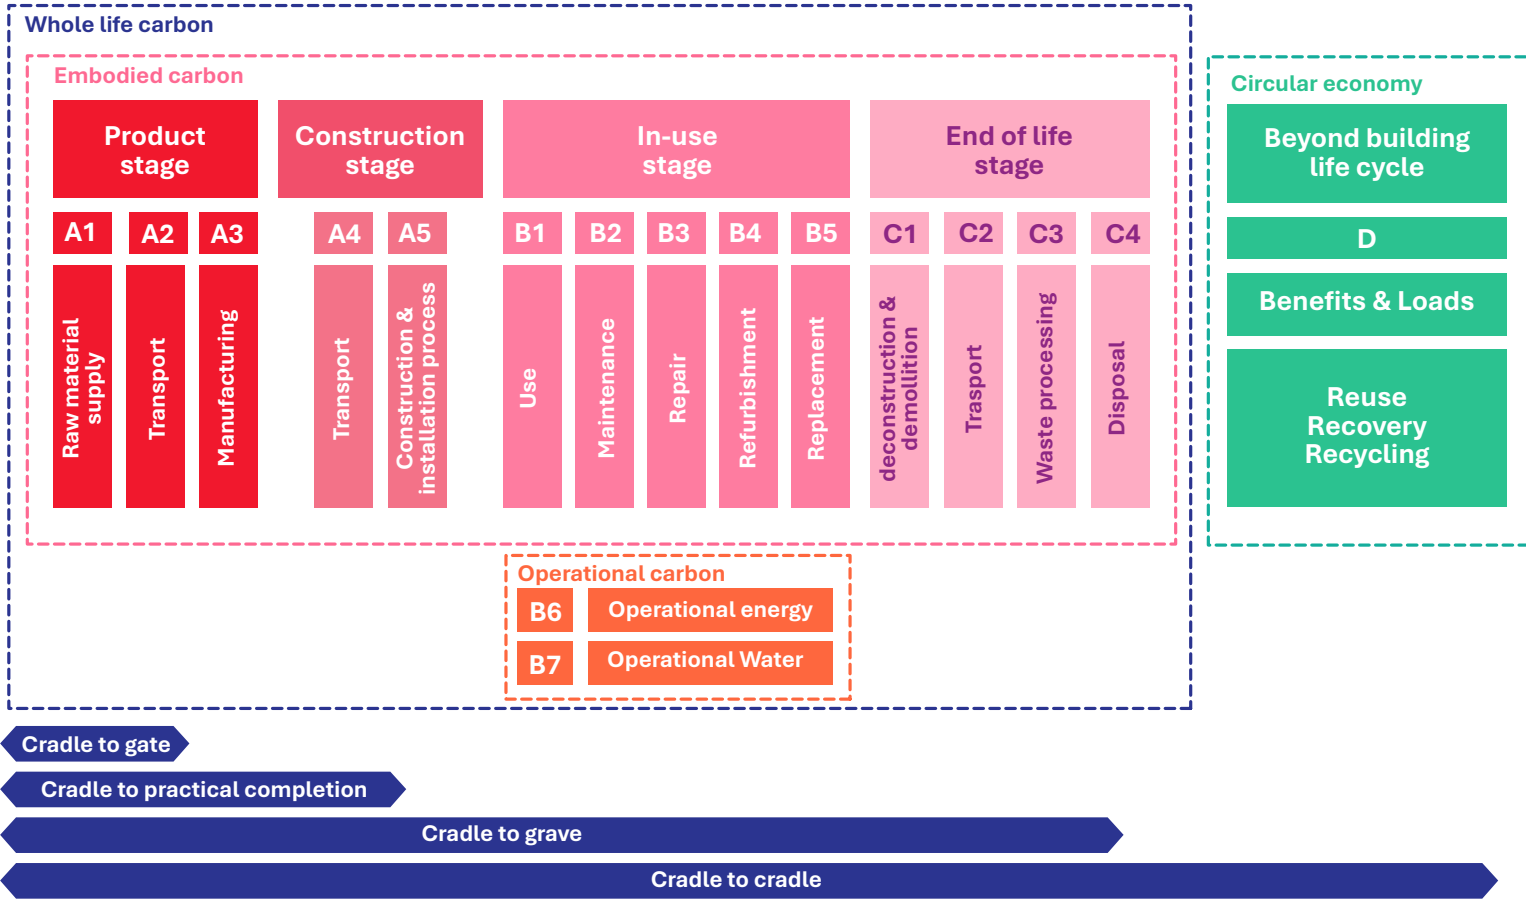 Whole life carbon
Embodied carbon
Circular economy
Product
stage
Construction
stage
In-use
stage
End of life
stage
Beyond building
life cycle
A1
A2
A3
A4
A5
B1
B2
B3
B4
B5
C1
C2
C3
C4
D
Raw material
supply
Transport
Manufacturing
Transport
Construction &
installation process
Use
Maintenance
Repair
Refurbishment
Replacement
deconstruction &
demollition
Trasport
Waste processing
Disposal
Benefits & Loads
Reuse
Recovery
Recycling
Operational carbon
B6
Operational energy
B7
Operational Water
Cradle to gate
Cradle to practical completion
Cradle to grave
Cradle to cradle